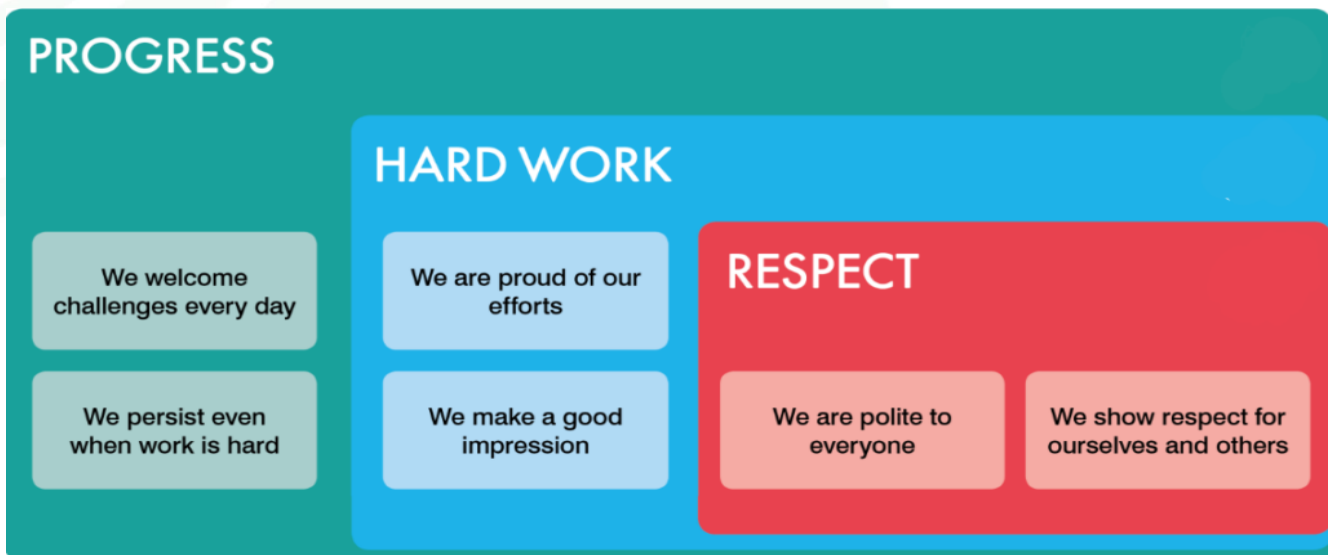 PROGRESS
We welcome
challenges every day
We persist even
when work is hard
HARD WORK
We are proud of our
efforts
We make a good
impression
RESPECT
We are polite to
everyone
We show respect for
ourselves and others